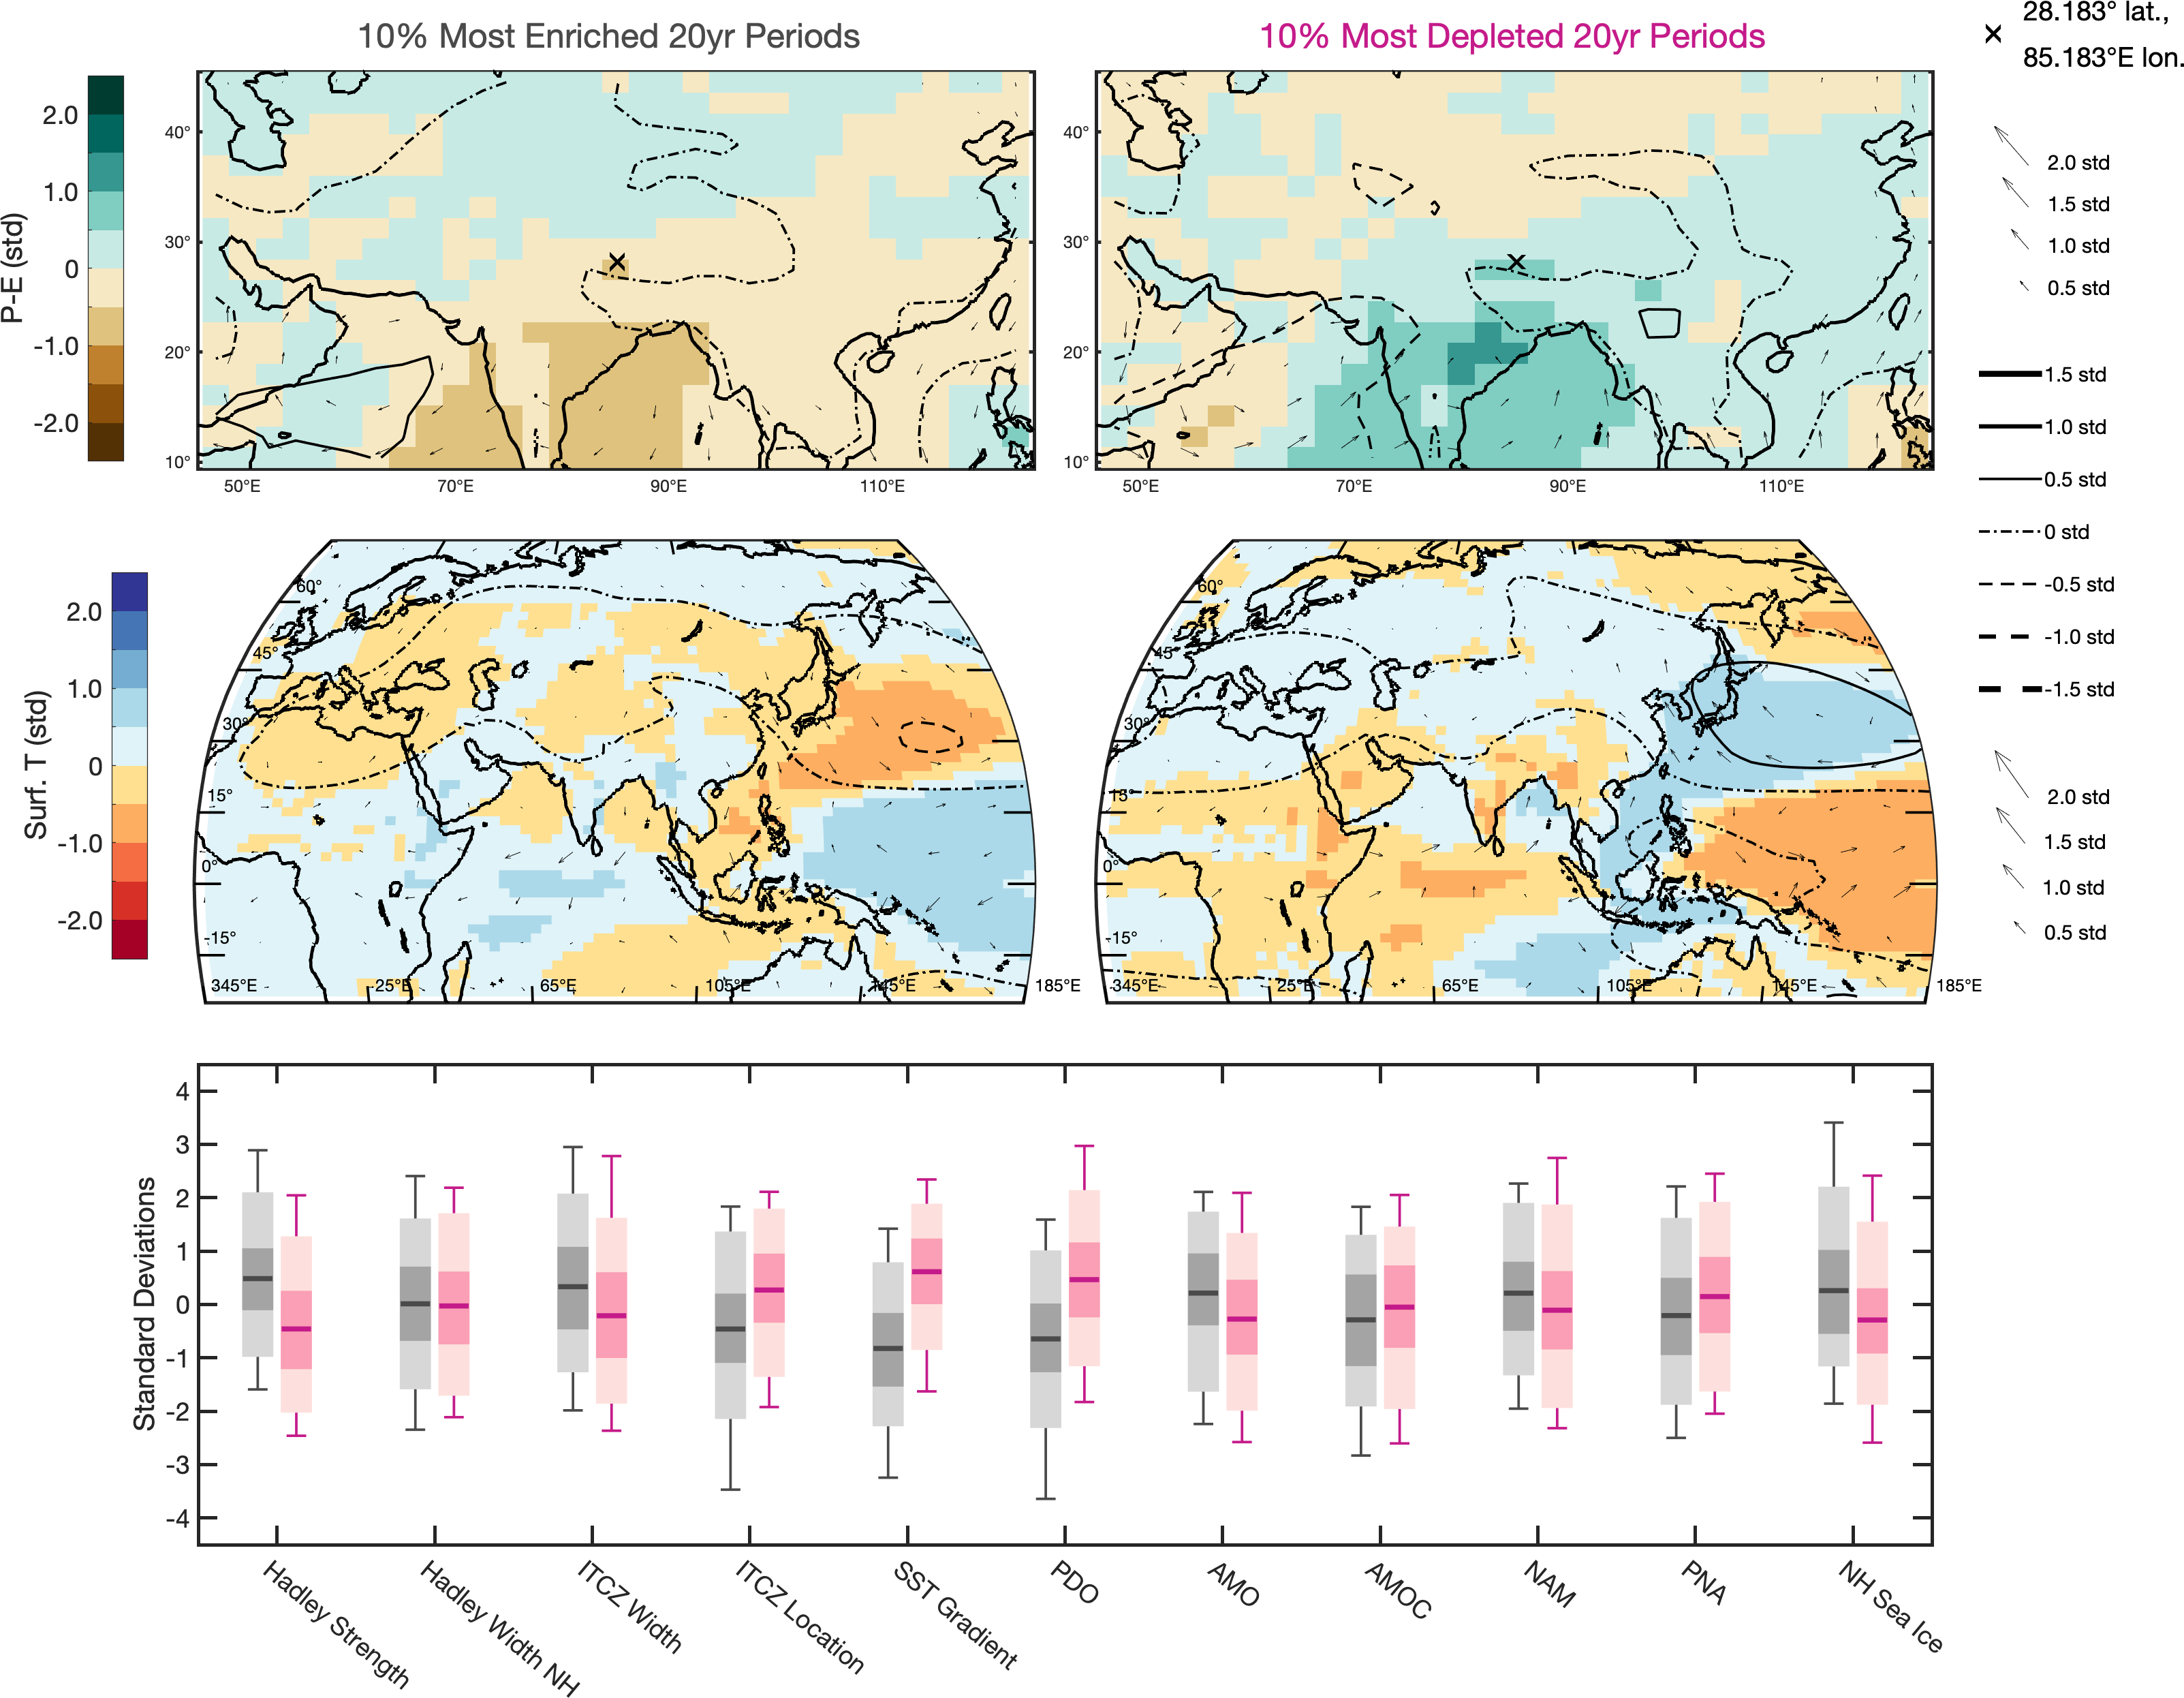 10% Most Enriched 20yr Periods
10% Most Depleted 20yr Periods
28.183° lat.,
85.183°E lon.
P-E (std)
2.0
1.0
0
-1.0
-2.0
40°
30°
20°
10°
50°E 70°E 90°E 110°E
40°
30°
20°
10°
50°E 70°E 90°E 110°E
2.0 std
1.5 std
1.0 std
0.5 std
1.5 std
1.0 std
0.5 std
0 std
-0.5 std
-1.0 std
-1.5 std
Surf. T (std)
2.0
1.0
0
-1.0
-2.0
60°
45°
30°
15°
0°
-15°
345°E 25°E 65°E 105°E 145°E 185°E
60°
45°
30°
15°
0°
-15°
345°E 25°E 65°E 105°E 145°E 185°E
2.0 std
1.5 std
1.0 std
0.5 std
Standard Deviations
4
3
2
1
0
-1
-2
-3
-4
Hadley Strength
Hadley Width NH
ITCZ Width
ITCZ Location
SST Gradient
PDO
AMO
AMOC
NAM
PNA
NH Sea Ice